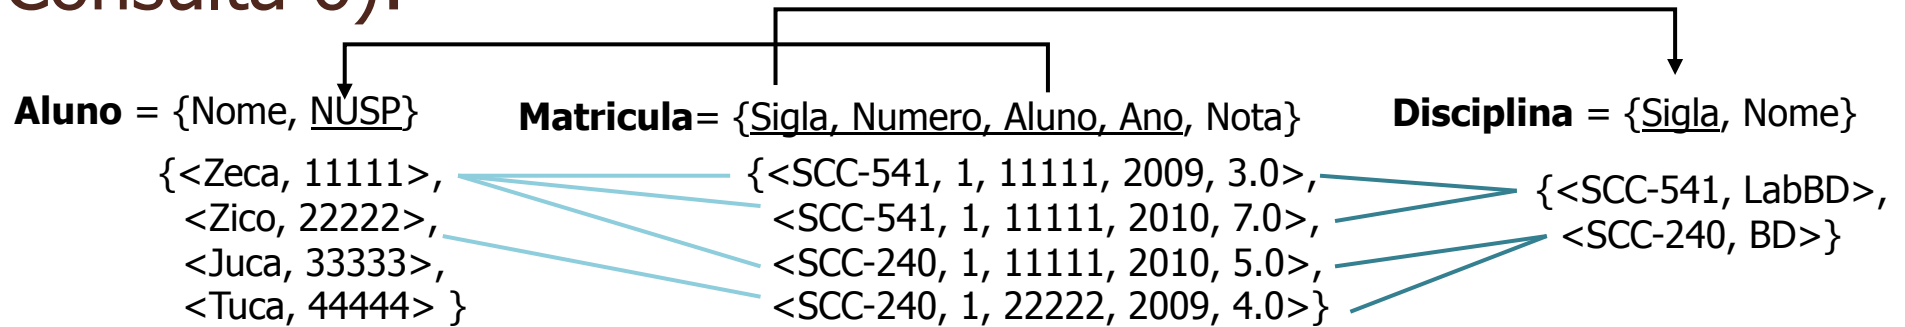 Consulta 6):
Aluno = {Nome, NUSP}
{<Zeca, 11111>,
<Zico, 22222>,
<Juca, 33333>,
<Tuca, 44444> }
Matricula= {Sigla, Numero, Aluno, Ano, Nota}
{<SCC-541, 1, 11111, 2009, 3.0>,
<SCC-541, 1, 11111, 2010, 7.0>,
<SCC-240, 1, 11111, 2010, 5.0>,
<SCC-240, 1, 22222, 2009, 4.0>}
Disciplina = {Sigla, Nome}
{<SCC-541, LabBD>,
<SCC-240, BD>}